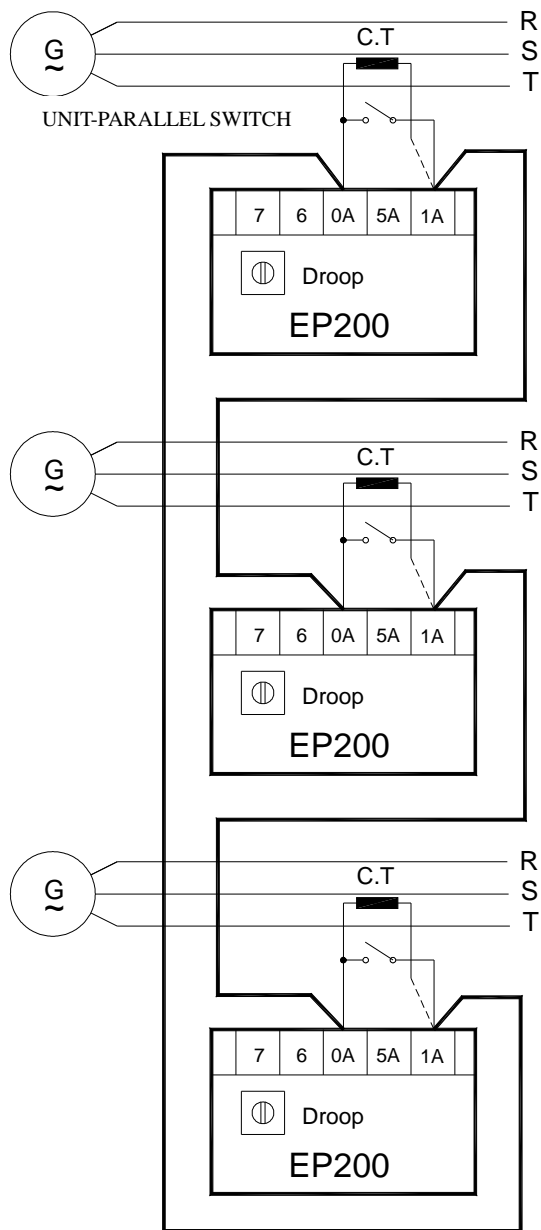 R
C.T
G
~
S
T
UNIT-PARALLEL SWITCH
7 6 0A 5A 1A
Droop
EP200
R
C.T
G
~
S
T
7 6 0A 5A 1A
Droop
EP200
R
C.T
G
~
S
T
7 6 0A 5A 1A
Droop
EP200